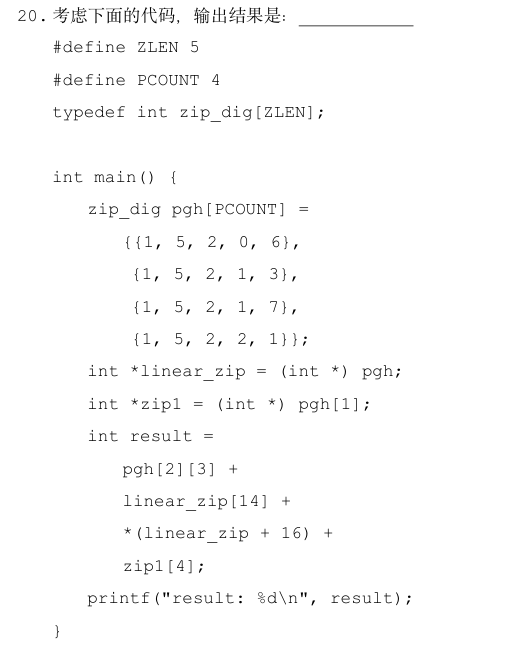 20. 考虑下面的代码，输出结果是：____________
#define ZLEN 5
#define PCOUNT 4
typedef int zip_dig[ZLEN];
int main() {
zip_dig pgh[PCOUNT] =
{{1, 5, 2, 0, 6},
{1, 5, 2, 1, 3},
{1, 5, 2, 1, 7},
{1, 5, 2, 2, 1}};
int *linear_zip = (int *) pgh;
int *zip1 = (int *) pgh[1];
int result =
pgh[2][3] +
linear_zip[14] +
*(linear_zip + 16) +
zip1[4];
printf("result: %d\n", result);
}